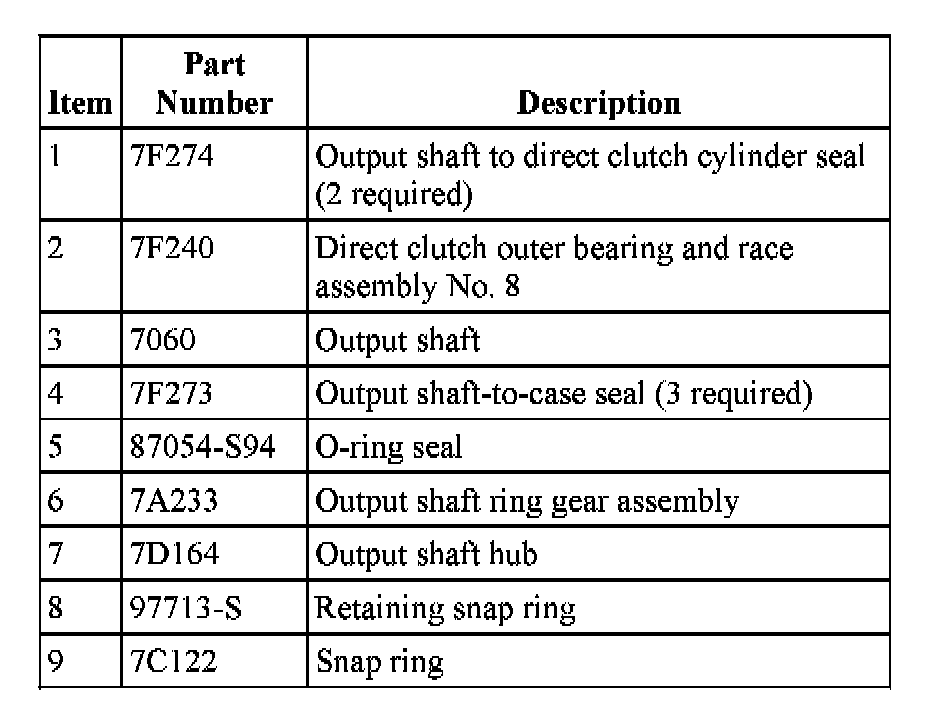 Item Part Number Description
1 7F274 Output shaft to direct clutch cylinder seal
(2 required)
2 7F240 Direct clutch outer bearing and race
assembly No. 8
3 7060 Output shaft
4 7F273 Output shaft-to-case seal (3 required)
5 87054-S94 O-ring seal
6 7A233 Output shaft ring gear assembly
7 7D164 Output shaft hub
8 97713-S Retaining snap ring
9 7C122 Snap ring